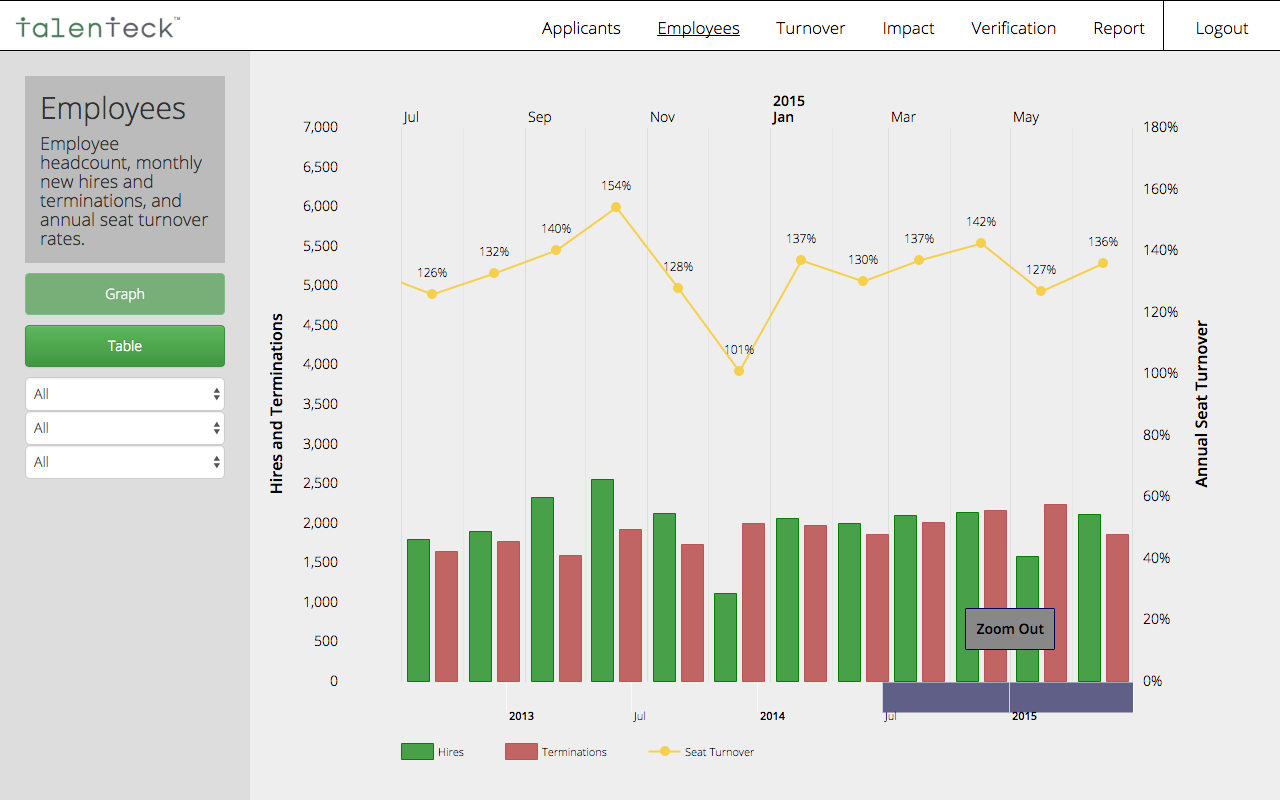 talenteck™
Applicants
Employees
Turnover
Impact
Verification
Report
Logout
Employees
Employee
headcount, monthly
new hires and
terminations, and
annual seat turnover
rates.
Graph
Table
All
All
All
2015
Jul
Sep
Nov
Jan
Mar
May
7,000
6,500
6,000
5,500
5,000
4,500
4,000
3,500
3,000
2,500
2,000
1,500
1,000
500
0
Hires and Terminations
126%
132%
140%
154%
128%
101%
137%
130%
137%
142%
127%
136%
180%
160%
140%
120%
100%
80%
60%
40%
20%
0%
Annual Seat Turnover
Zoom Out
2013
Jul
2014
Jul
2015
Hires
Terminations
Seat Turnover